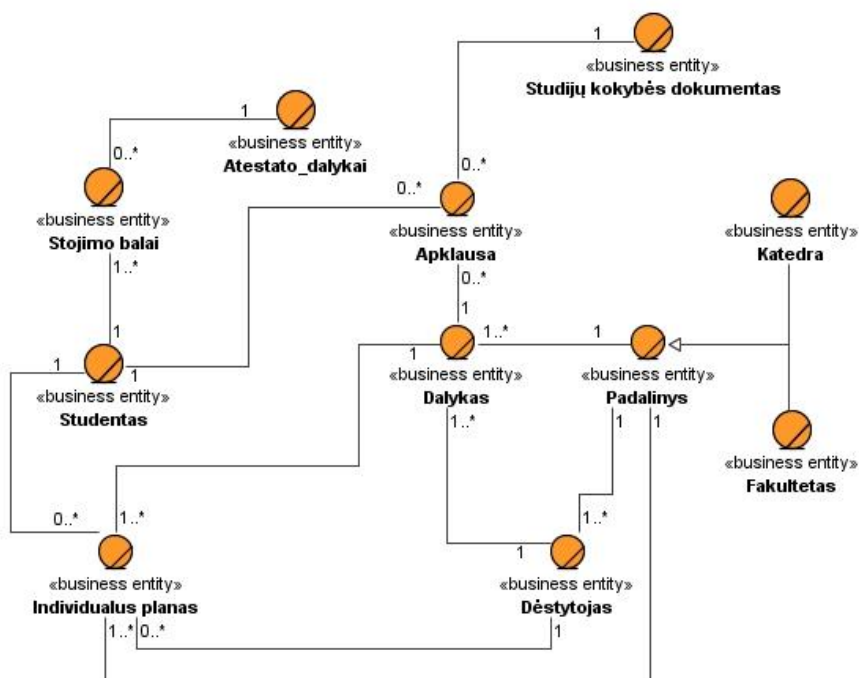 1
«business entity»
Studijų kokybės dokumentas
1
«business entity»
Atestato_dalykai
0..*
0..*
0..*
«business entity»
Stojimo balai
1..*
«business entity»
Apklausa
0..*
«business entity»
Katedra
1
1
1
1
«business entity»
Studentas
1
1..*
«business entity»
Dalykas
1..*
1
«business entity»
Padalinys
1
1
«business entity»
Fakultetas
0..*
1..*
«business entity»
Individualus planas
1..*
0..*
1
1..*
«business entity»
Dėstytojas
1